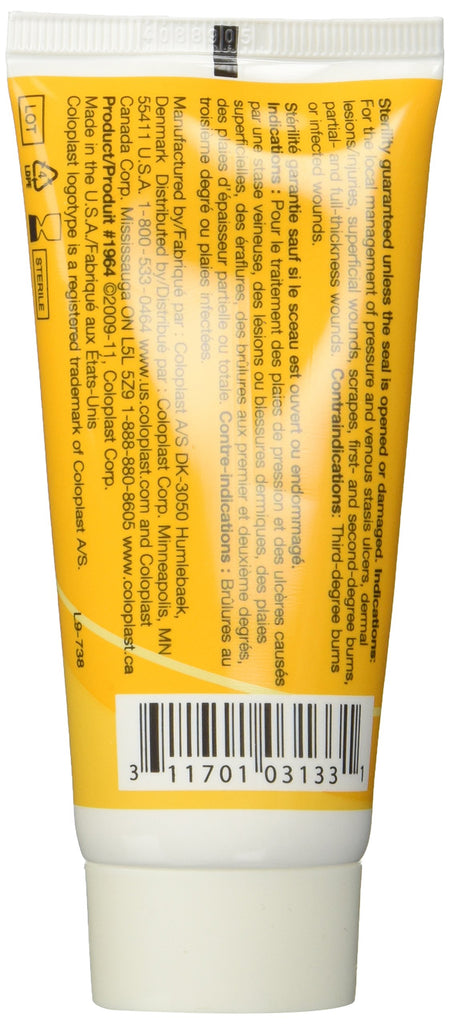 Sterility guaranteed unless the seal is opened or damaged. Indications:
For the local management of pressure and venous stasis ulcers, dermal
lesions/injuries, superficial wounds, scrapes, first- and second-degree burns,
partial- and full-thickness wounds. Contraindications: Third-degree burns
or infected wounds.
Stérilité garantie sauf si le sceau est ouvert ou endommagé.
Indications : Pour le traitement des plaies de pression et des ulcères causés
par une stase veineuse, des lésions ou blessures dermiques, des plaies
superficielles, des éraflures, des brûlures aux premier et deuxième degrés,
des plaies d'épaisseur partielle ou totale. Contre-indications : Brûlures au
troisième degré ou plaies infectées.
Manufactured by/Fabriqué par : Coloplast A/S DK-3050 Humlebaek,
Denmark Distributed by/Distribué par : Coloplast Corp. Minneapolis, MN
55411 U.S.A. 1-800-533-0464 www.us.coloplast.com and Coloplast
Canada Corp. Mississauga ON L5L 5Z9 1-888-880-8605 www.coloplast.ca
Product/Produit #1964 ©2009-11, Coloplast Corp.
Made in the U.S.A./Fabriqué aux États-Unis
Coloplast logotype is a registered trademark of Coloplast A/S.
L9-738
LOT
4
LDPE
STERILE
3 11701 03133 1